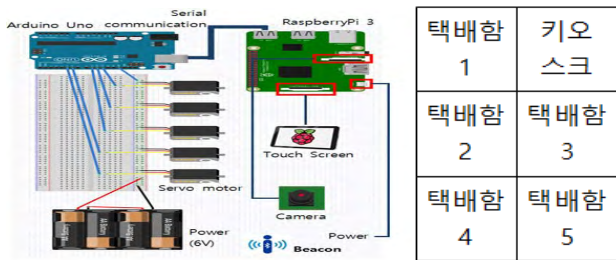 Serial
Arduino Uno communication
RaspberryPi 3
Touch Screen
Servo motor
Camera
Power
(6V)
Power
Beacon
택배함 키오
1 스크
택배함 택배함
2 3
택배함 택배함
4 5